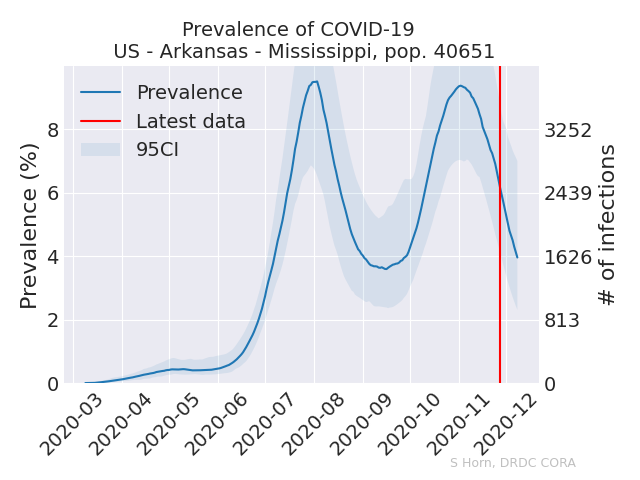 Prevalence of COVID-19
US - Arkansas - Mississippi, pop. 40651
Prevalence
Latest data
95CI
Prevalence (%)
8
6
4
2
0
3252
2439
1626
813
0
# of infections
2020-03
2020-04
2020-05
2020-06
2020-07
2020-08
2020-09
2020-10
2020-11
2020-12
S Horn, DRDC CORA